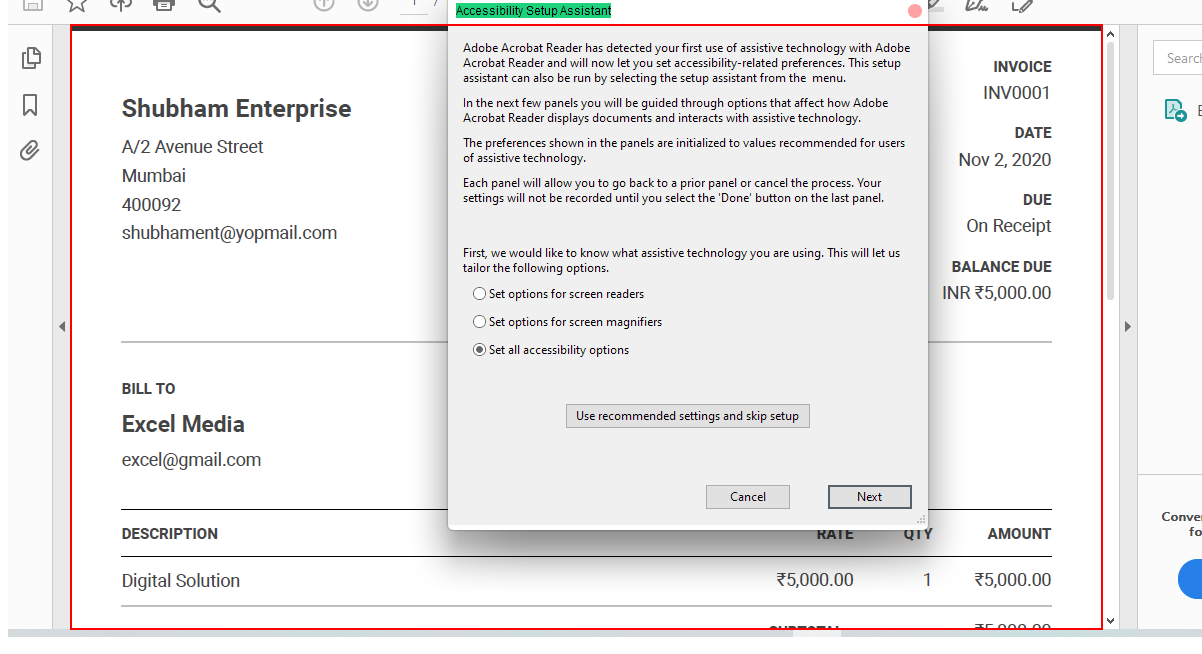 Accessibility Setup Assistant
Adobe Acrobat Reader has detected your first use of assistive technology with Adobe
Acrobat Reader and will now let you set accessibility-related preferences. This setup
assistant can also be run by selecting the setup assistant from the menu.
In the next few panels you will be guided through options that affect how Adobe
Acrobat Reader displays documents and interacts with assistive technology.
The preferences shown in the panels are initialized to values recommended for users
of assistive technology.
Each panel will allow you to go back to a prior panel or cancel the process. Your
settings will not be recorded until you select the 'Done' button on the last panel.
First, we would like to know what assistive technology you are using. This will let us
tailor the following options.
Set options for screen readers
Set options for screen magnifiers
Set all accessibility options
Use recommended settings and skip setup
Cancel
Next
Shubham Enterprise
A/2 Avenue Street
Mumbai
400092
shubhament@yopmail.com
INVOICE
INV0001
DATE
Nov 2, 2020
DUE
On Receipt
BALANCE DUE
INR ₹5,000.00
BILL TO
Excel Media
excel@gmail.com
DESCRIPTION RATE QTY AMOUNT
Digital Solution ₹5,000.00 1 ₹5,000.00
SUBTOTAL ₹5,000.00